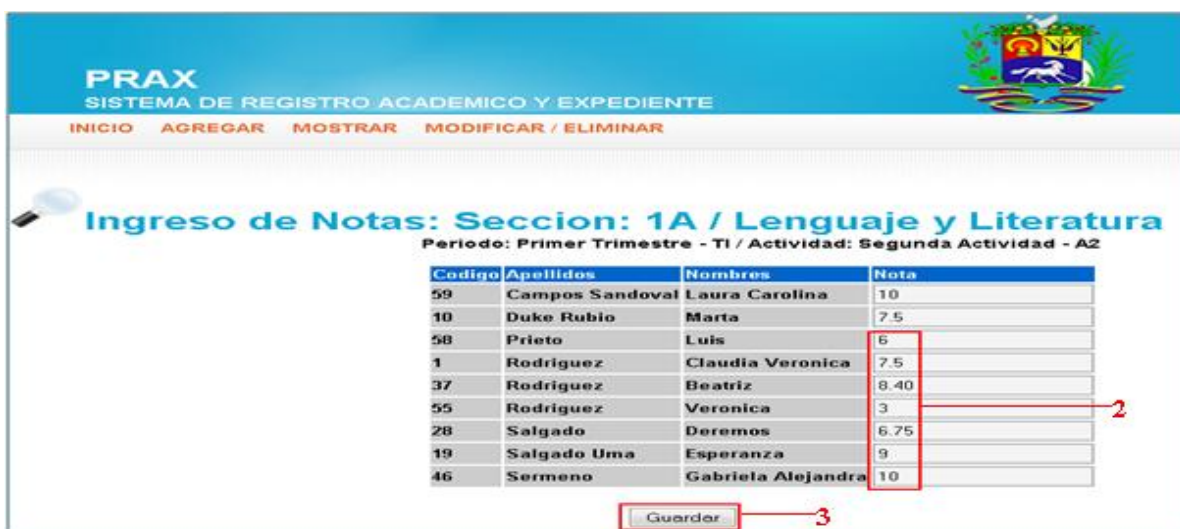 PRAX
SISTEMA DE REGISTRO ACADEMICO Y EXPEDIENTE
INICIO AGREGAR MOSTRAR MODIFICAR / ELIMINAR
Ingreso de Notas: Seccion: 1A / Lenguaje y Literatura
Periodo: Primer Trimestre - TI / Actividad: Segunda Actividad - A2
Codigo Apellidos Nombres Nota
59 Campos Sandoval Laura Carolina 10
10 Duke Rubio Marta 7.5
58 Prieto Luis 6
1 Rodriguez Claudia Veronica 7.5
37 Rodriguez Beatriz 8.40
55 Rodriguez Veronica 3
28 Salgado Deremos 6.75
19 Salgado Uma Esperanza 9
46 Sermeno Gabriela Alejandra 10
2
Guardar
3